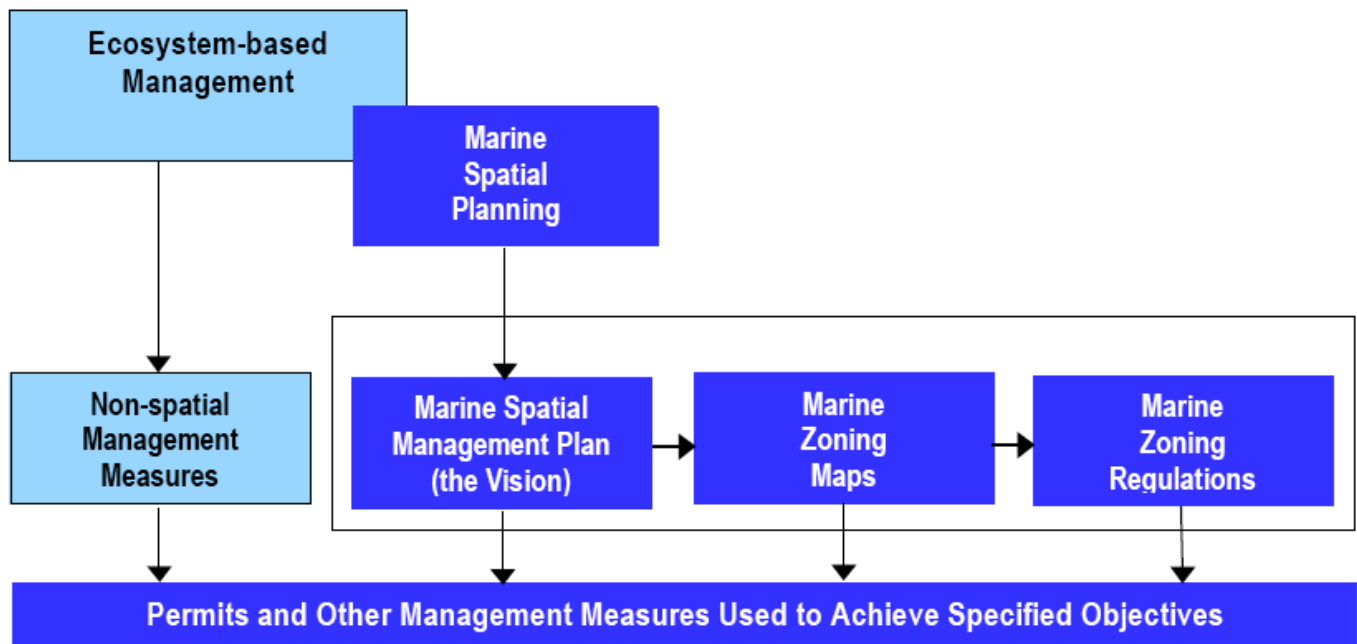 Ecosystem-based
Management
Marine
Spatial
Planning
Non-spatial
Management
Measures
Marine Spatial
Management Plan
(the Vision)
Marine
Zoning
Maps
Marine
Zoning
Regulations
Permits and Other Management Measures Used to Achieve Specified Objectives